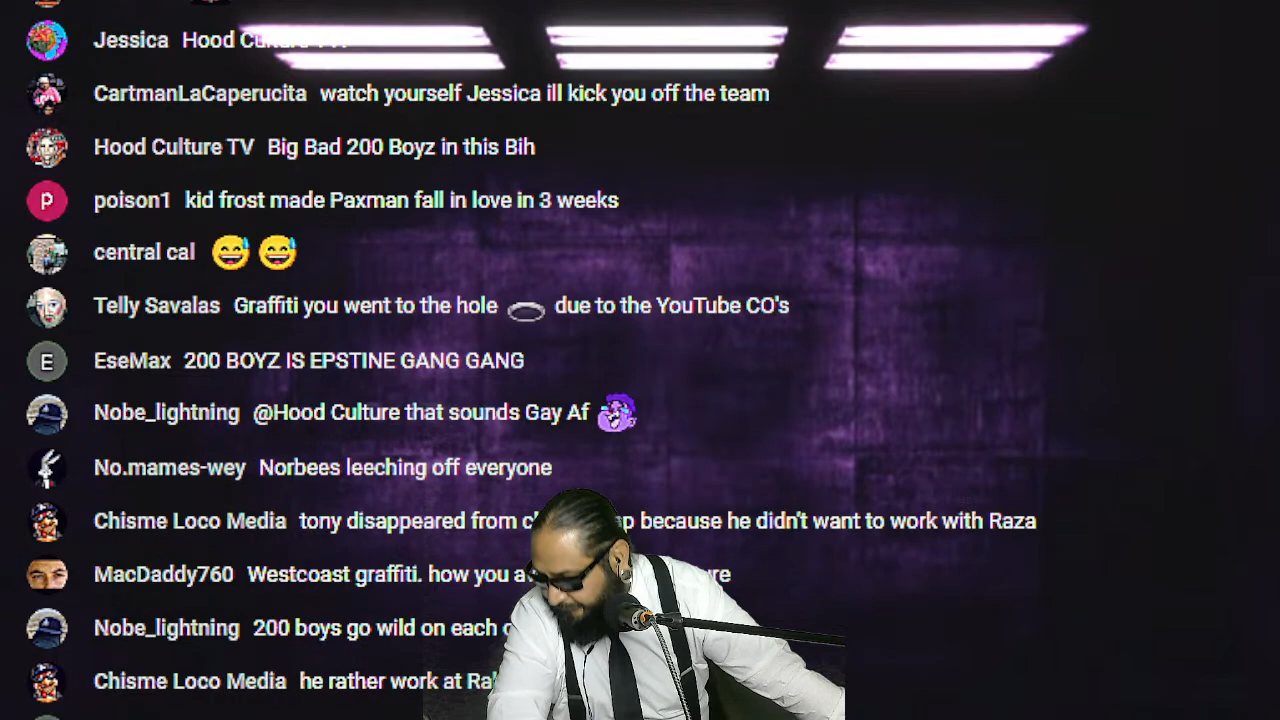 Jessica Hood Culture TV
CartmanLaCaperucita watch yourself Jessica ill kick you off the team
Hood Culture TV Big Bad 200 Boyz in this Bih
P poison1 kid frost made Paxman fall in love in 3 weeks
central cal 😅 😅
Telly Savalas Graffiti you went to the hole 🕳️ due to the YouTube CO's
E EseMax 200 BOYZ IS EPSTINE GANG GANG
Nobe_lightning @Hood Culture that sounds Gay Af
No.mames-wey Norbees leeching off everyone
Chisme Loco Media tony disappeared from because he didn't want to work with Raza
MacDaddy760 Westcoast graffiti. how you
Nobe_lightning 200 boys go wild on each
Chisme Loco Media he rather work at